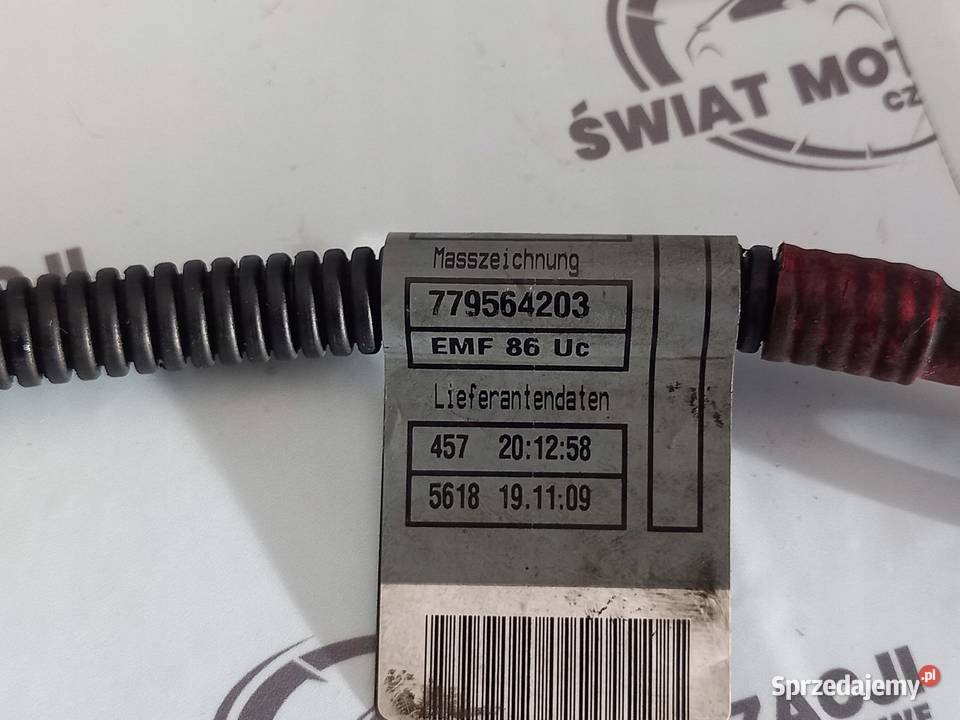 ŚWIAT MOT
cz
Masszeichnung
779564203
EMF 86 Uc
Lieferantendaten
457 20:12:58
5618 19.11:09
Sprzedajemy.pl